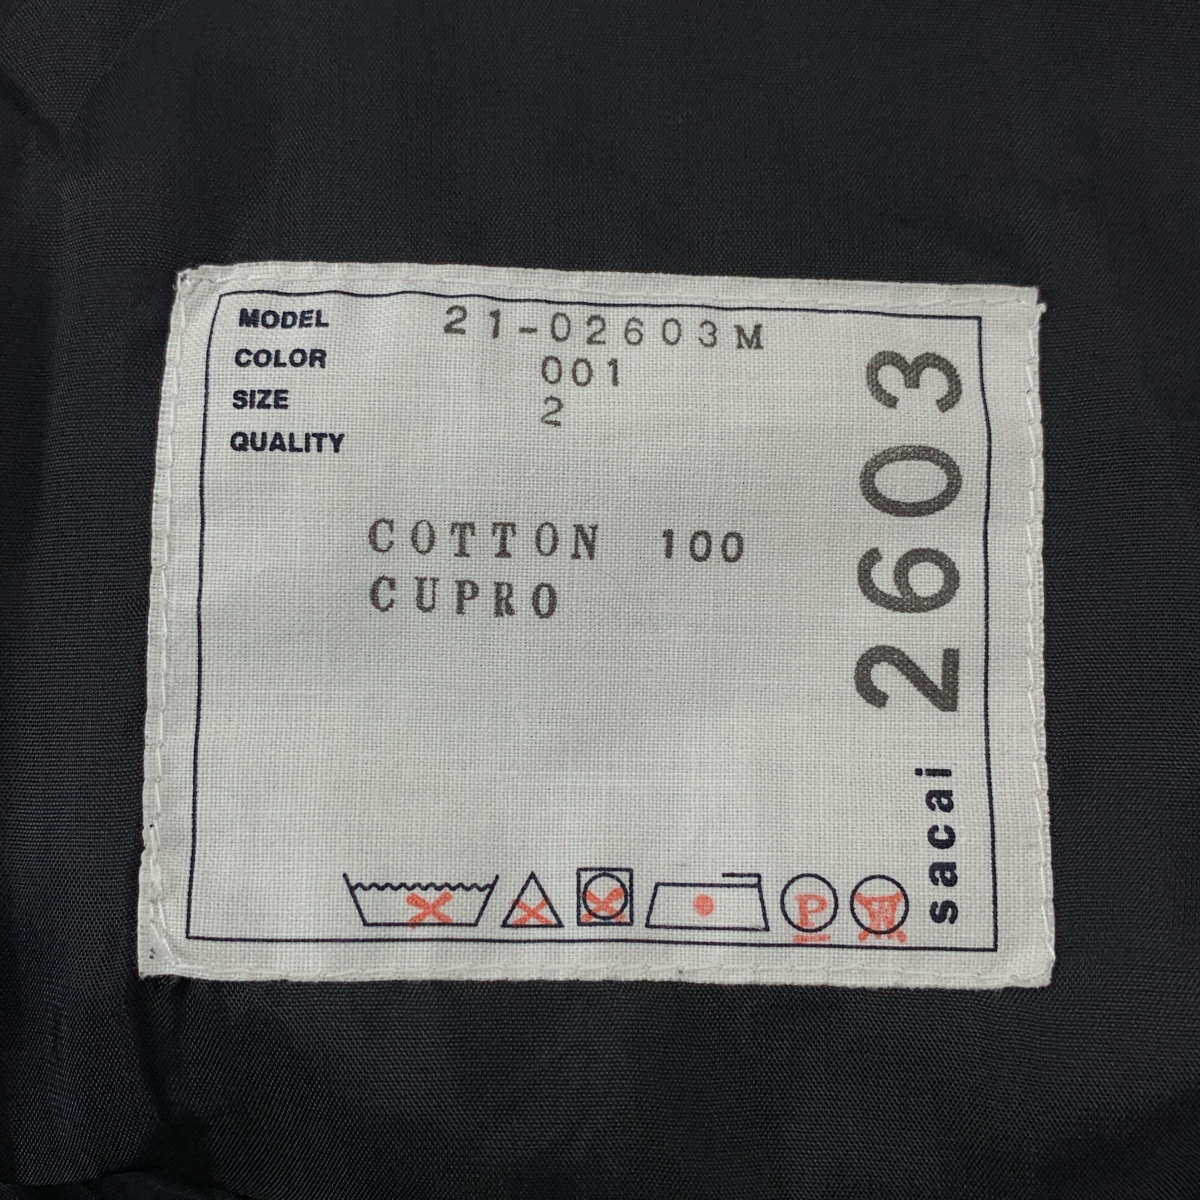 MODEL 21-02603M
COLOR 001
SIZE 2
QUALITY
COTTON 100
CUPRO
P
W
sacai 2603